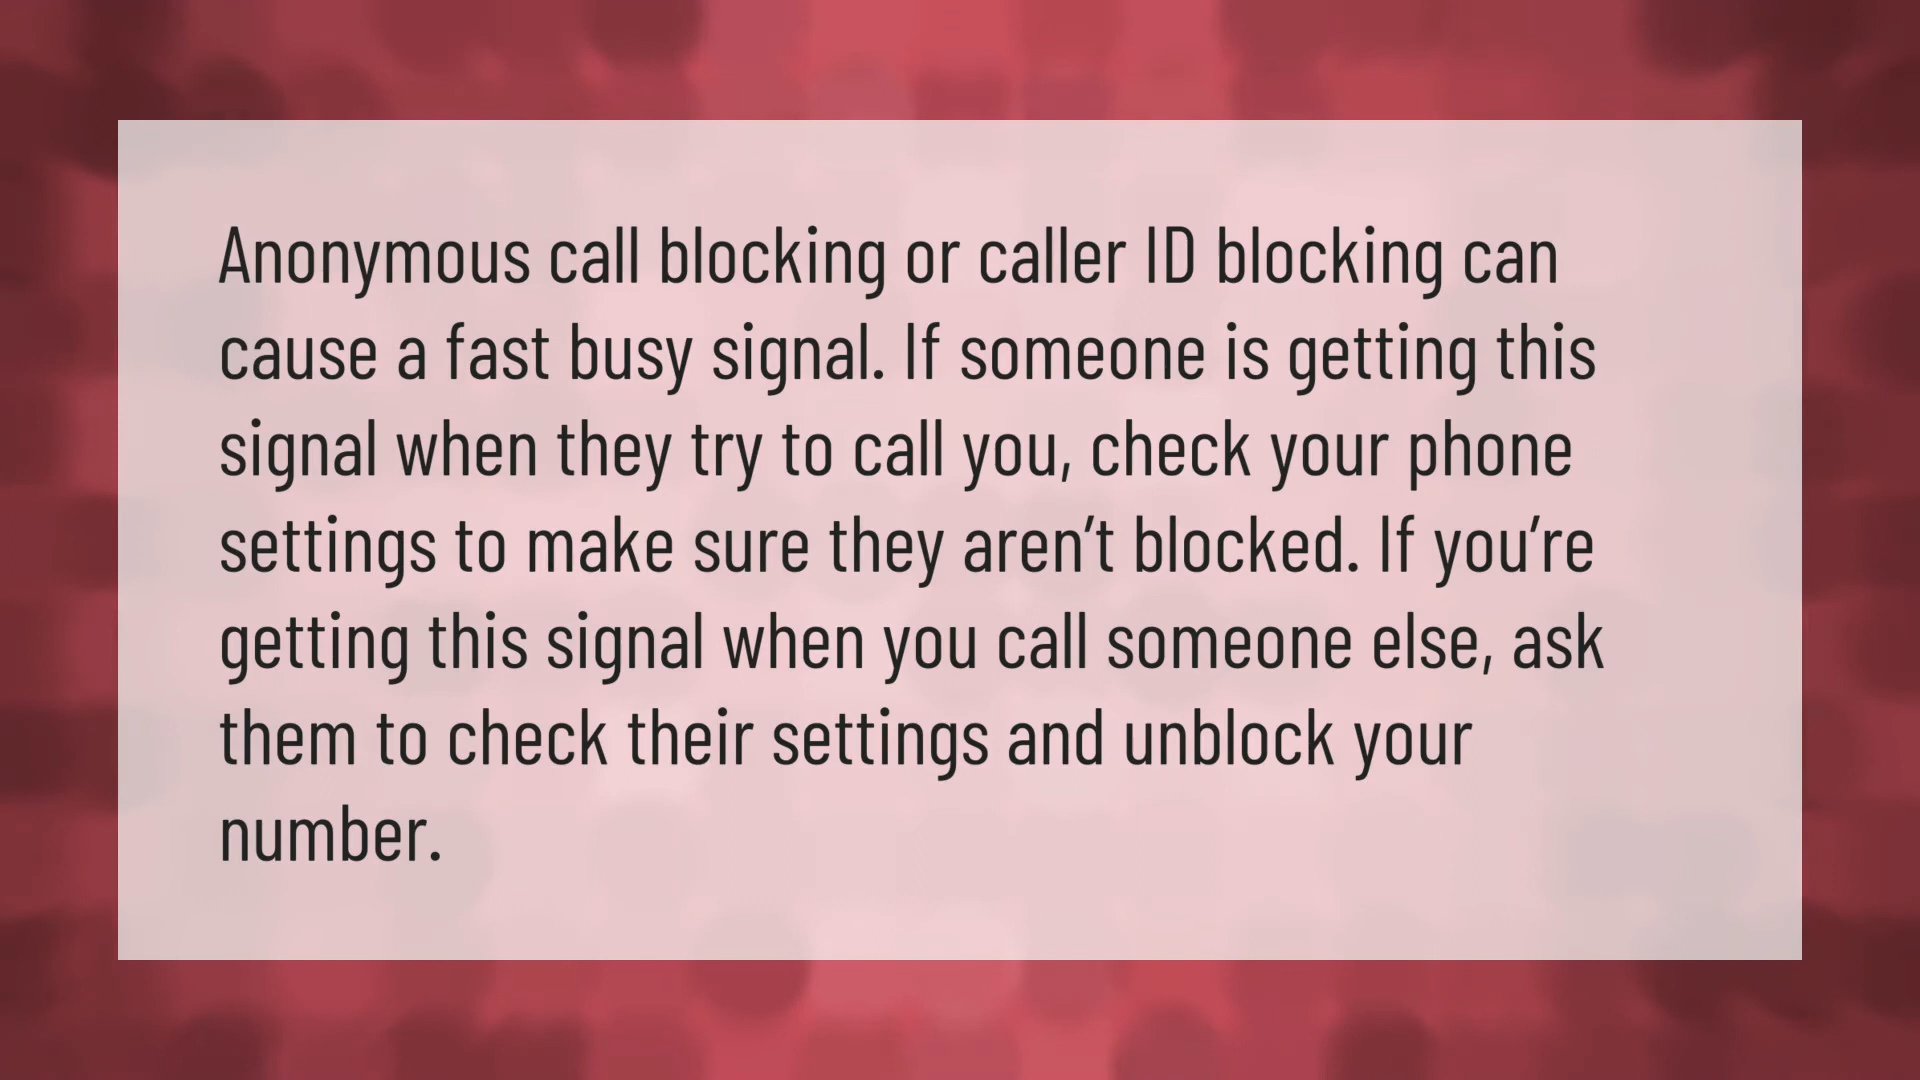 Anonymous call blocking or caller ID blocking can
cause a fast busy signal. If someone is getting this
signal when they try to call you, check your phone
settings to make sure they aren’t blocked. If you’re
getting this signal when you call someone else, ask
them to check their settings and unblock your
number.